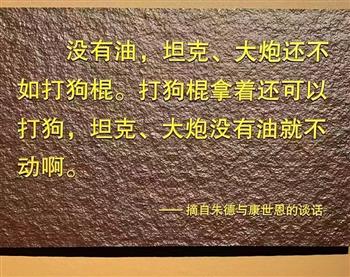 没有油，坦克、大炮还不
如打狗棍。打狗棍拿着还可以
打狗，坦克、大炮没有油就不
动啊。
—— 摘自朱德与康世恩的谈话